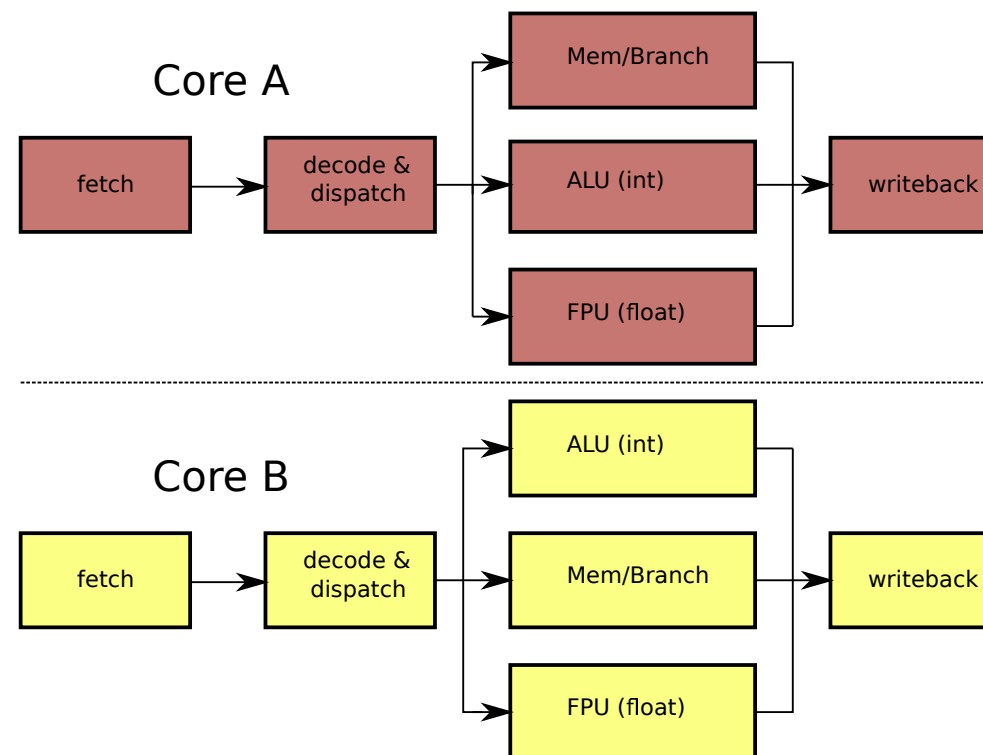 Core A
fetch
decode &
dispatch
Mem/Branch
ALU (int)
FPU (float)
writeback
Core B
fetch
decode &
dispatch
ALU (int)
Mem/Branch
FPU (float)
writeback